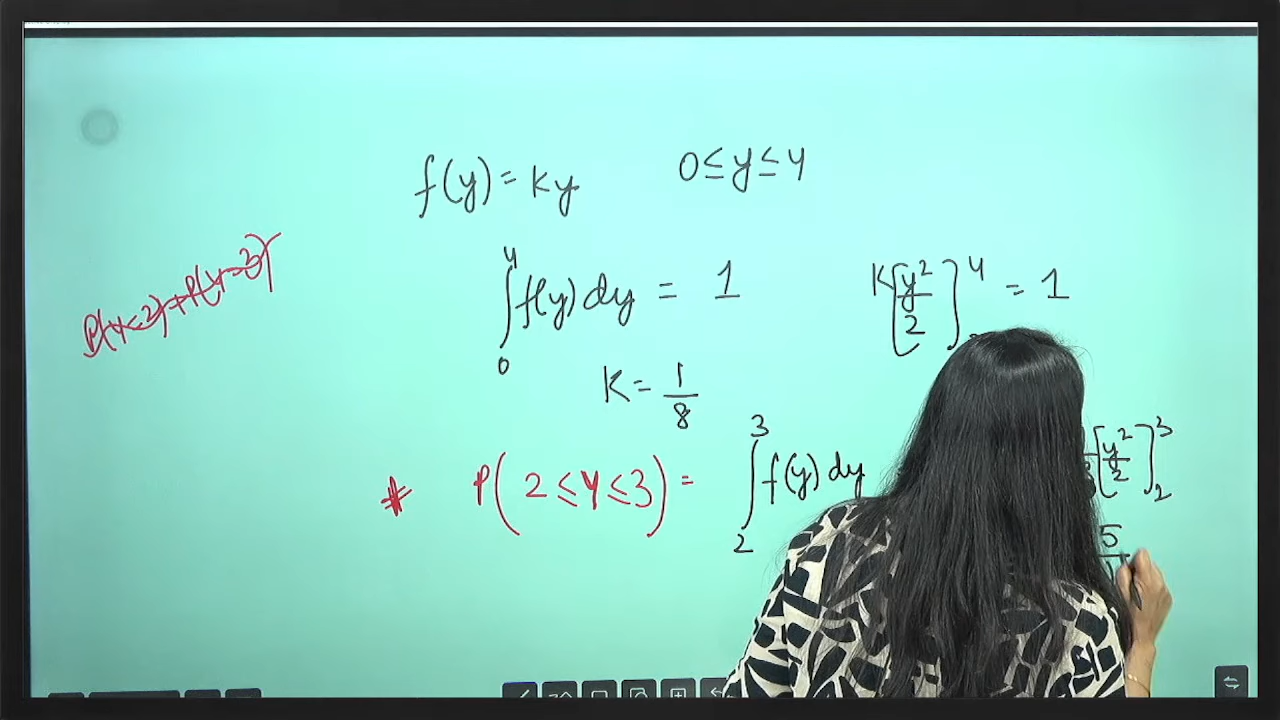 f(y) = Ky 0 ≤ y ≤ 4
P(Y<2) + P(Y=3)
∫₀⁴ f(y) dy = 1 K[y²/2]⁴ = 1
K = 1/8
* P(2 ≤ Y ≤ 3) = ∫₂³ f(y) dy [y²/2]₂³
5